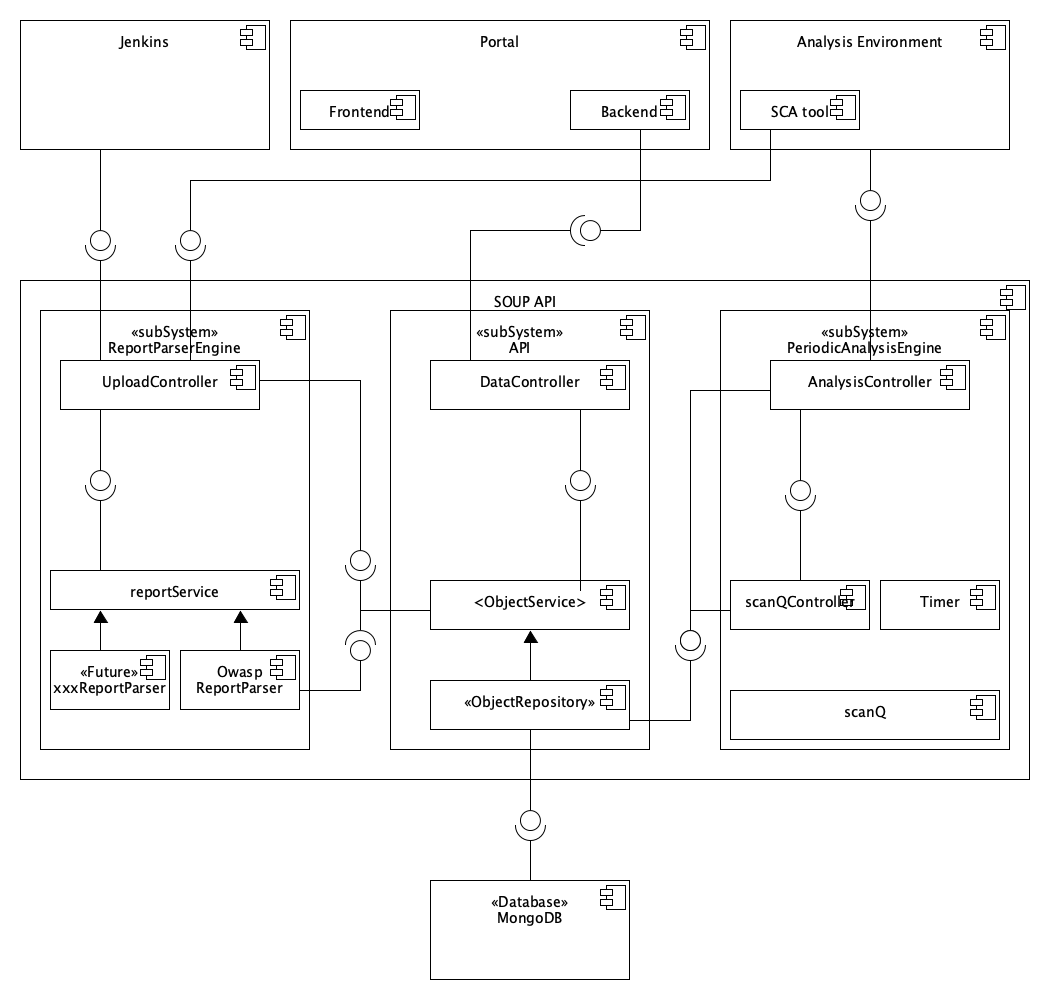 Jenkins
Portal
Analysis Environment
Frontend
Backend
SCA tool
SOUP API
«subSystem»
ReportParserEngine
«subSystem»
API
«subSystem»
PeriodicAnalysisEngine
UploadController
DataController
AnalysisController
reportService
<ObjectService>
scanQController
Timer
«Future»
xxxReportParser
Owasp
ReportParser
«ObjectRepository»
scanQ
«Database»
MongoDB